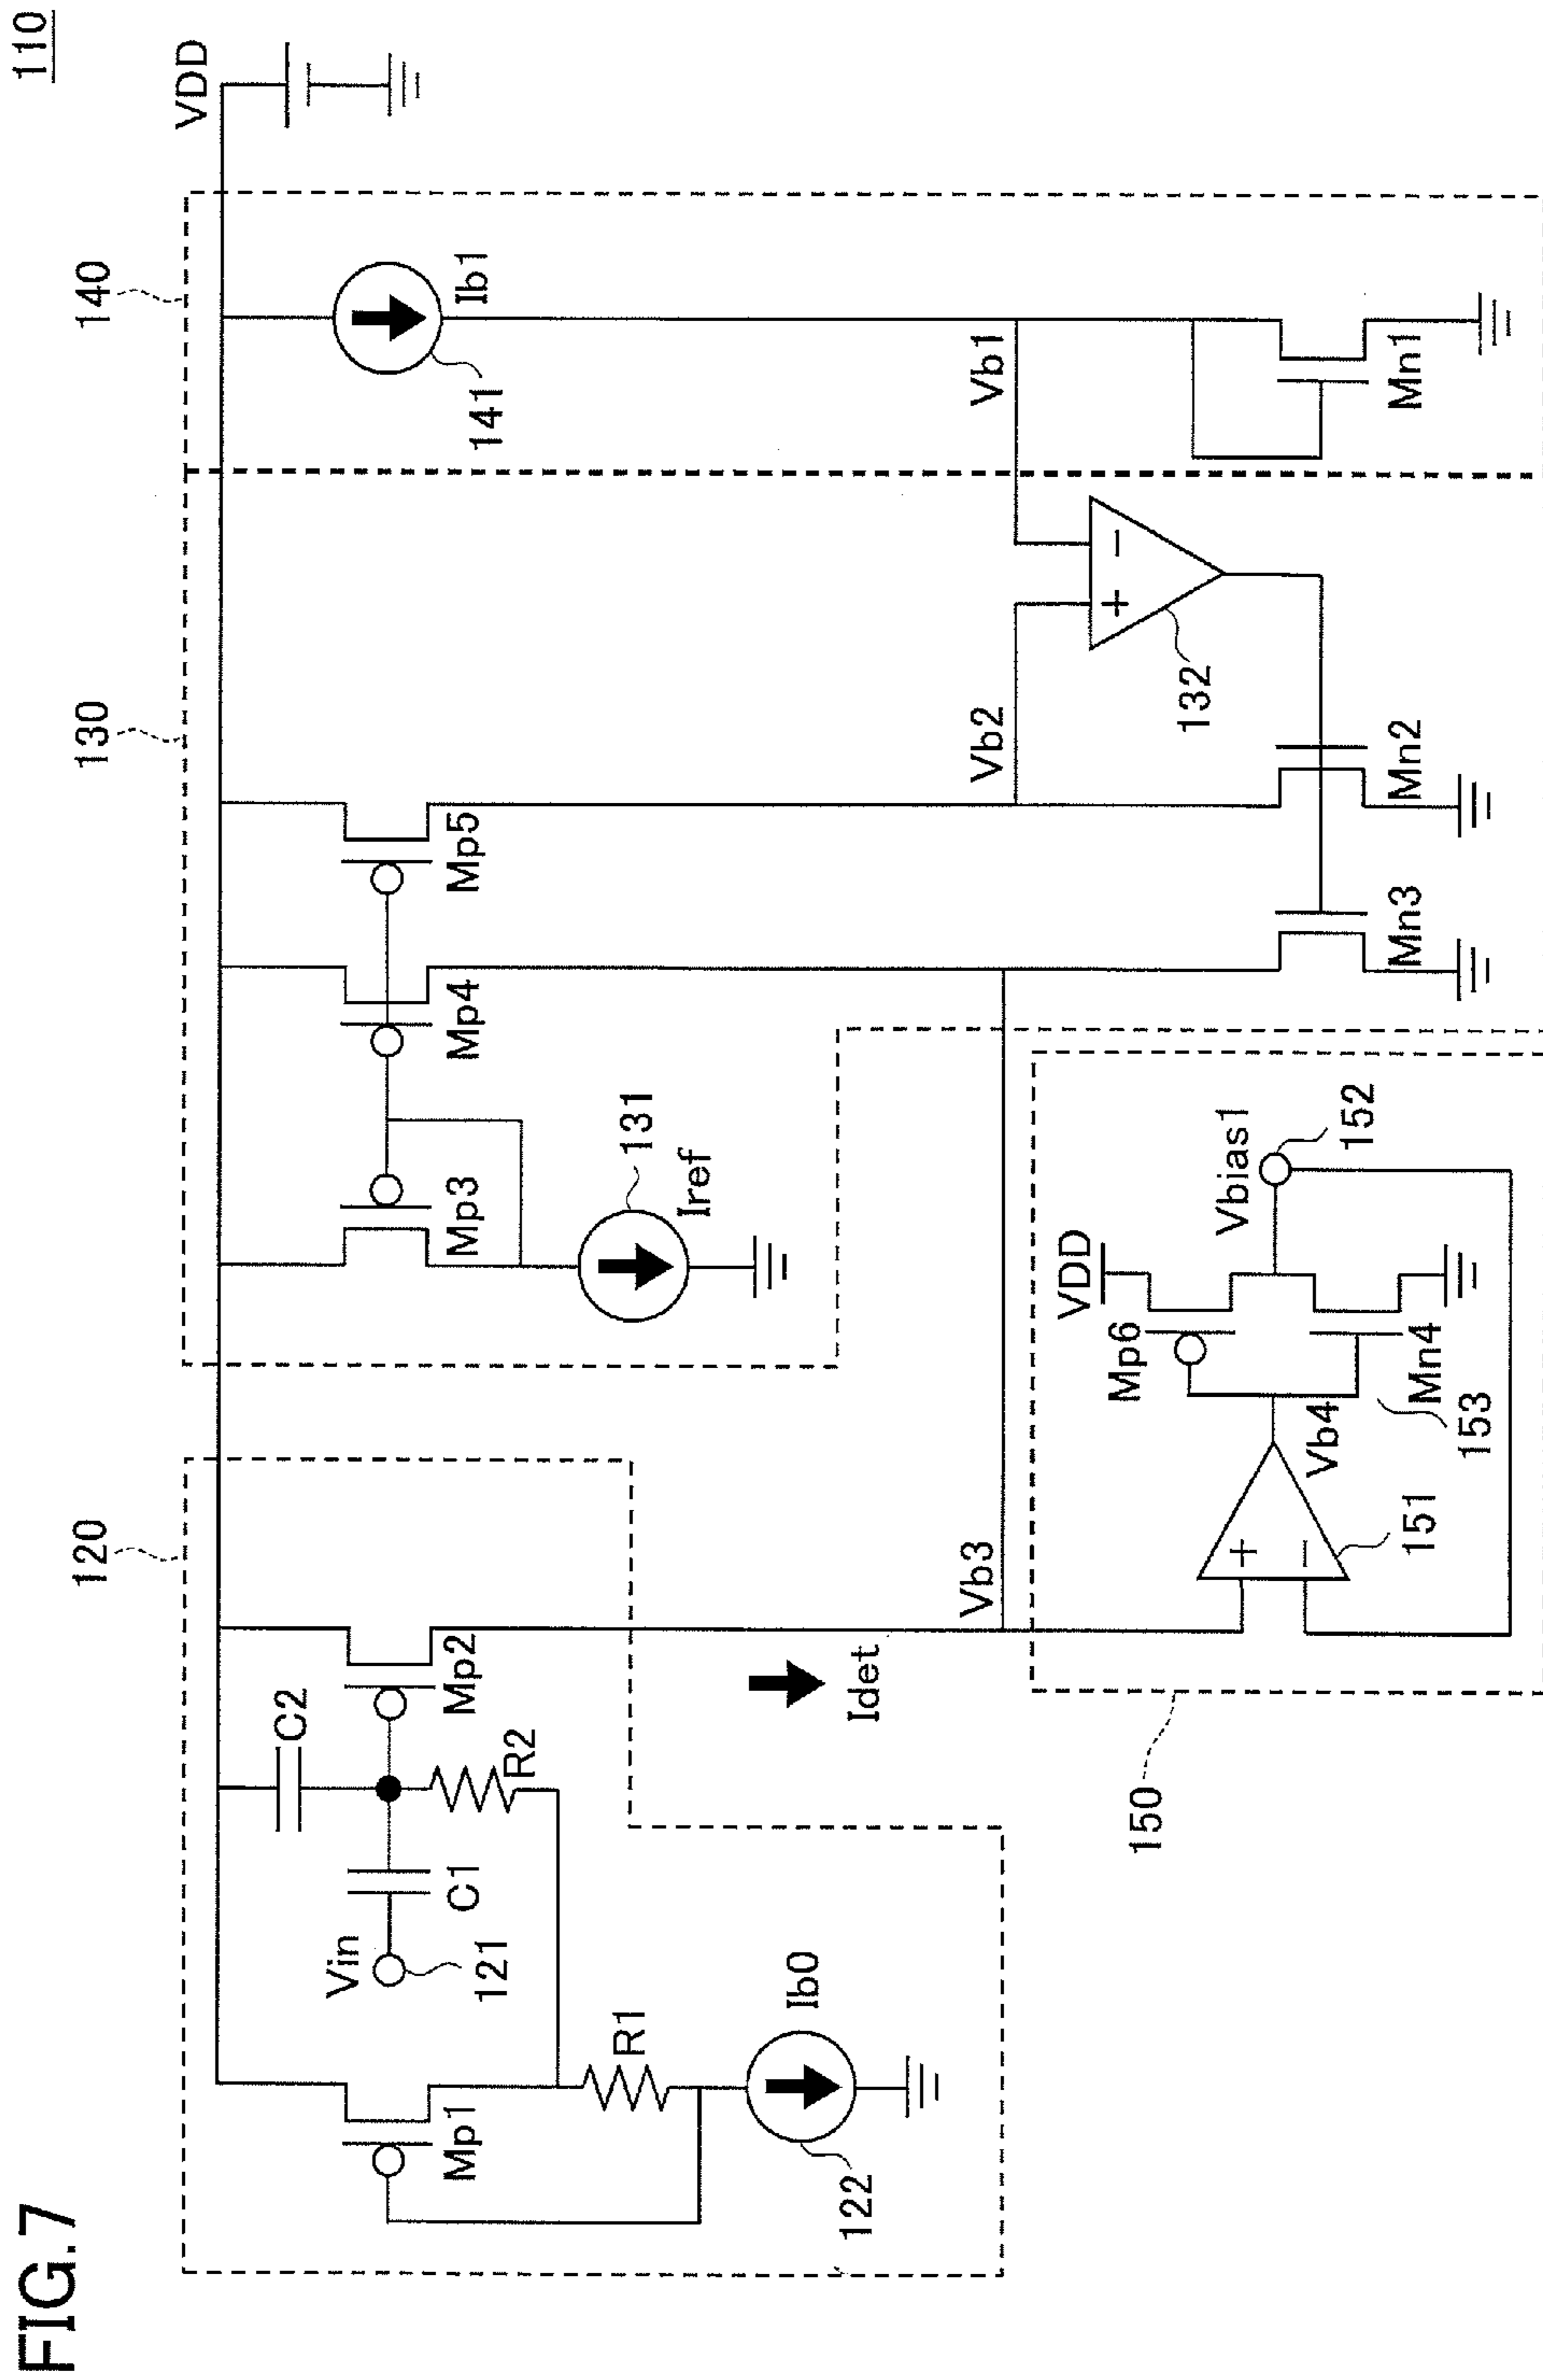 FIG.7
110
120
130
140
VDD
C2
Mp1
Vin
C1
121
Mp2
R2
R1
Ib0
122
Idet
Vb3
Mp3
Mp4
Mp5
131
Iref
Ib1
141
Vb2
Vb1
+
−
132
Mn3
Mn2
Mn1
150
+
−
151
Vb4
Mp6
VDD
Mn4
153
Vbias1
152